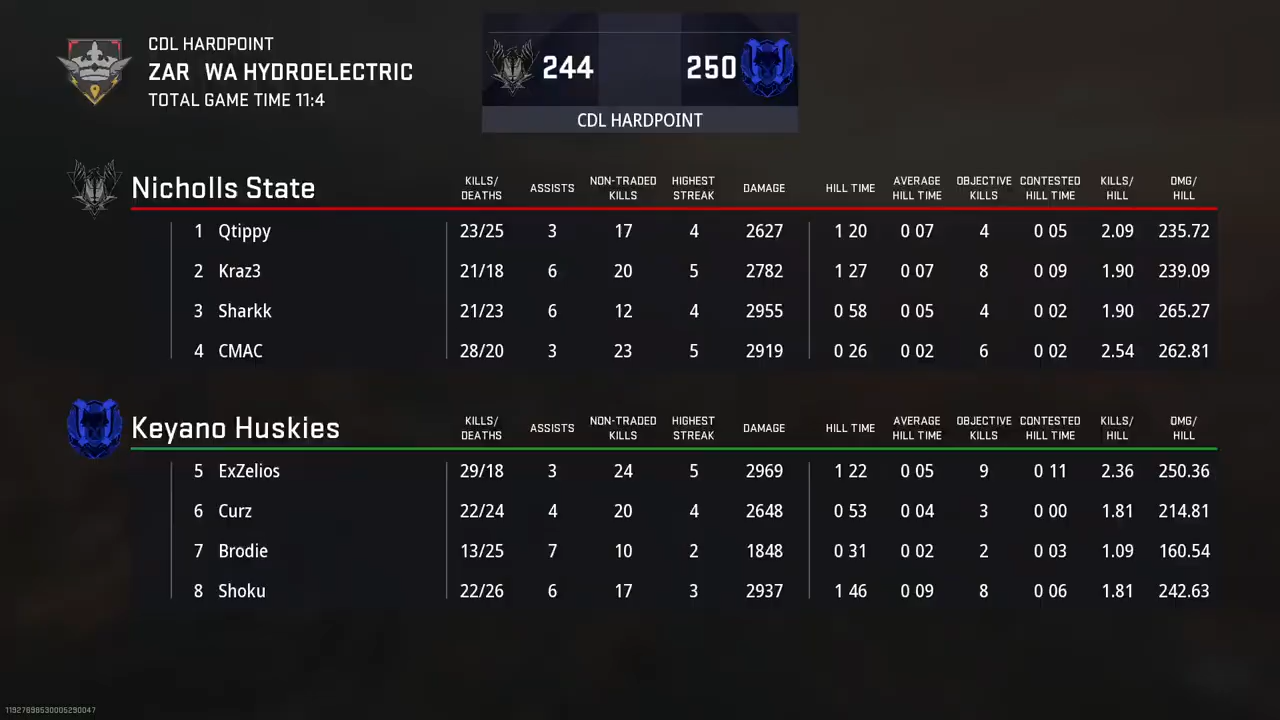 CDL HARDPOINT
ZAR WA HYDROELECTRIC
TOTAL GAME TIME 11:4
244 250
CDL HARDPOINT
Nicholls State KILLS/ DEATHS ASSISTS NON-TRADED KILLS HIGHEST STREAK DAMAGE HILL TIME AVERAGE HILL TIME OBJECTIVE KILLS CONTESTED HILL TIME KILLS/ HILL DMG/ HILL
1 Qtippy 23/25 3 17 4 2627 1 20 0 07 4 0 05 2.09 235.72
2 Kraz3 21/18 6 20 5 2782 1 27 0 07 8 0 09 1.90 239.09
3 Sharkk 21/23 6 12 4 2955 0 58 0 05 4 0 02 1.90 265.27
4 CMAC 28/20 3 23 5 2919 0 26 0 02 6 0 02 2.54 262.81
Keyano Huskies KILLS/ DEATHS ASSISTS NON-TRADED KILLS HIGHEST STREAK DAMAGE HILL TIME AVERAGE HILL TIME OBJECTIVE KILLS CONTESTED HILL TIME KILLS/ HILL DMG/ HILL
5 ExZelios 29/18 3 24 5 2969 1 22 0 05 9 0 11 2.36 250.36
6 Curz 22/24 4 20 4 2648 0 53 0 04 3 0 00 1.81 214.81
7 Brodie 13/25 7 10 2 1848 0 31 0 02 2 0 03 1.09 160.54
8 Shoku 22/26 6 17 3 2937 1 46 0 09 8 0 06 1.81 242.63